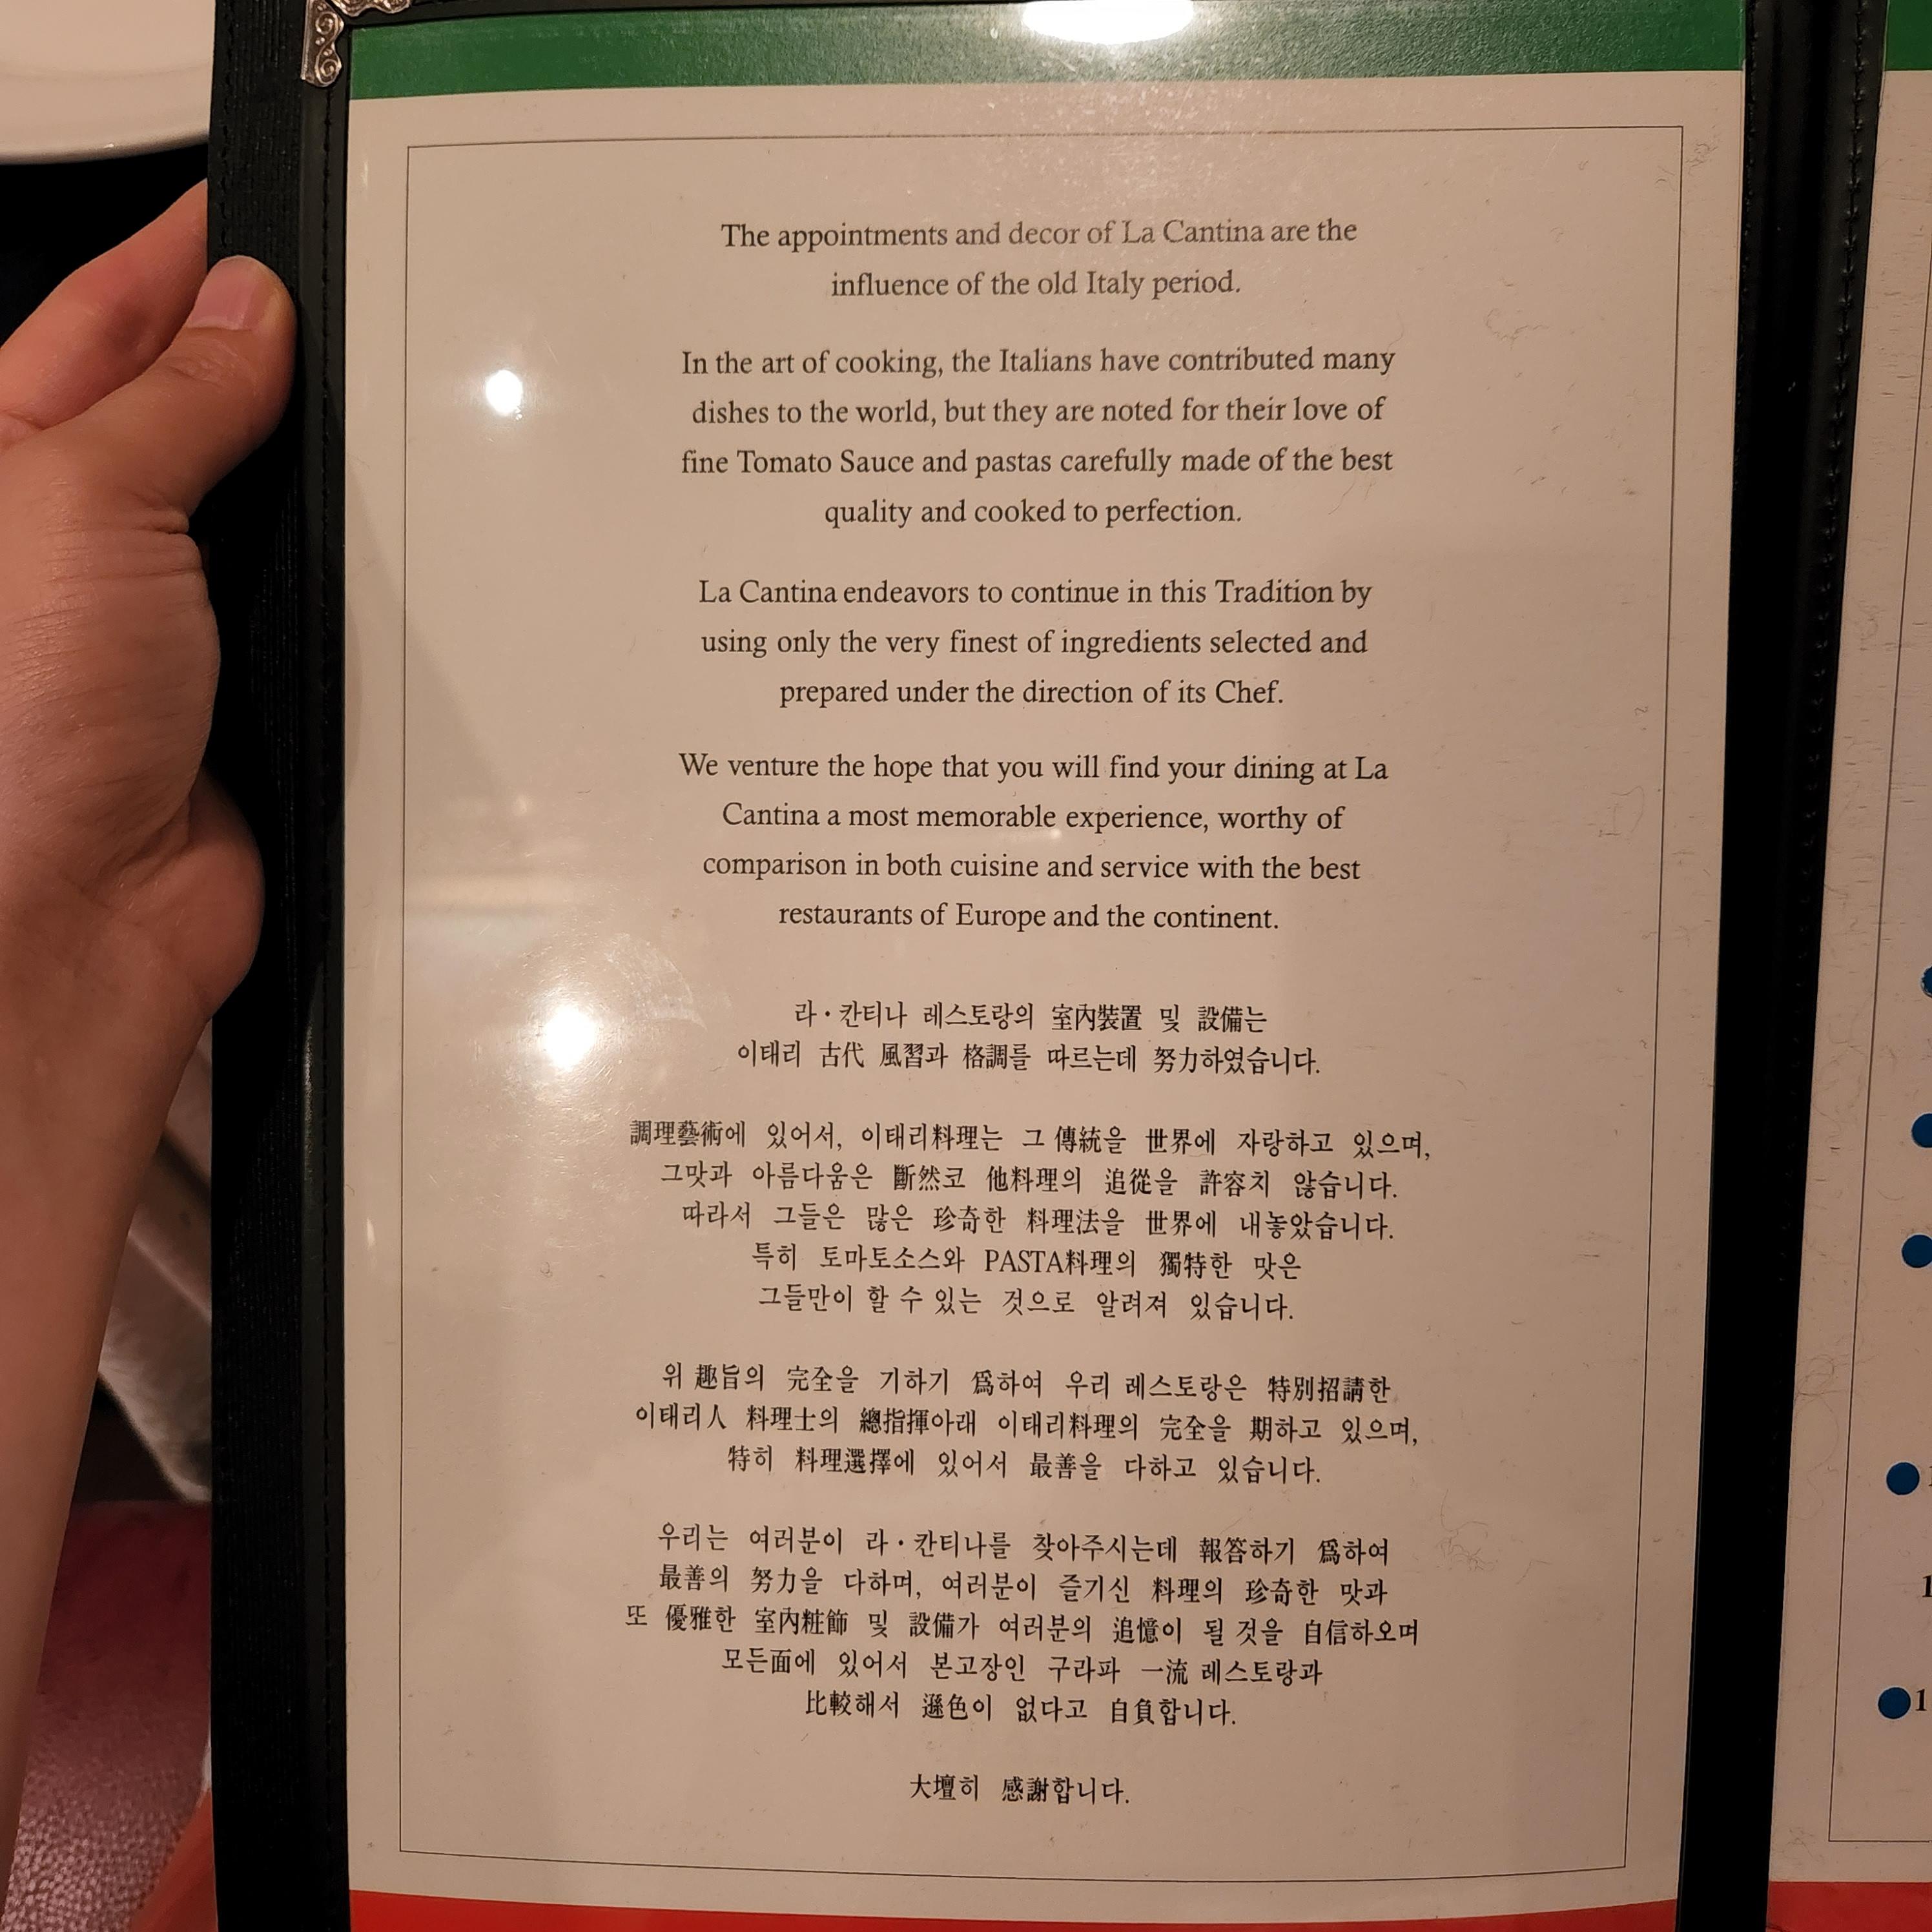 The appointments and decor of La Cantina are the
influence of the old Italy period.
In the art of cooking, the Italians have contributed many
dishes to the world, but they are noted for their love of
fine Tomato Sauce and pastas carefully made of the best
quality and cooked to perfection.
La Cantina endeavors to continue in this Tradition by
using only the very finest of ingredients selected and
prepared under the direction of its Chef.
We venture the hope that you will find your dining at La
Cantina a most memorable experience, worthy of
comparison in both cuisine and service with the best
restaurants of Europe and the continent.
라·칸티나 레스토랑의 室內裝置 및 設備는
이태리 古代 風習과 格調를 따르는데 努力하였습니다.
調理藝術에 있어서, 이태리料理는 그 傳統을 世界에 자랑하고 있으며,
그맛과 아름다움은 斷然코 他料理의 追從을 許容치 않습니다.
따라서 그들은 많은 珍奇한 料理法을 世界에 내놓았습니다.
특히 토마토소스와 PASTA料理의 獨特한 맛은
그들만이 할 수 있는 것으로 알려져 있습니다.
위 趣旨의 完全을 기하기 爲하여 우리 레스토랑은 特別招請한
이태리人 料理士의 總指揮아래 이태리料理의 完全을 期하고 있으며,
特히 料理選擇에 있어서 最善을 다하고 있습니다.
우리는 여러분이 라·칸티나를 찾아주시는데 報答하기 爲하여
最善의 努力을 다하며, 여러분이 즐기신 料理의 珍奇한 맛과
또 優雅한 室內粧飾 및 設備가 여러분의 追憶이 될 것을 自信하오며
모든面에 있어서 본고장인 구라파 一流 레스토랑과
比較해서 遜色이 없다고 自負합니다.
大壇히 感謝합니다.